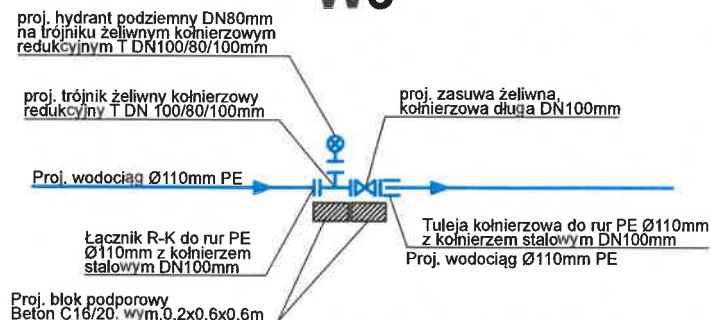 proj. hydrant podziemny DN80mm
na trójniku żeliwnym kołnierzowym
redukcyjnym T DN100/80/100mm
proj. trójnik żeliwny kołnierzowy
redukcyjny T DN 100/80/100mm
proj. zasuwa żeliwna,
kołnierzowa długa DN100mm
Proj. wodociąg Ø110mm PE
Łącznik R-K do rur PE
Ø110mm z kołnierzem
stalowym DN100mm
Tuleja kołnierzowa do rur PE Ø110mm
z kołnierzem stalowym DN100mm
Proj. wodociąg Ø110mm PE
Proj. blok podporowy
Beton C16/20, wym.0,2x0,6x0,6m